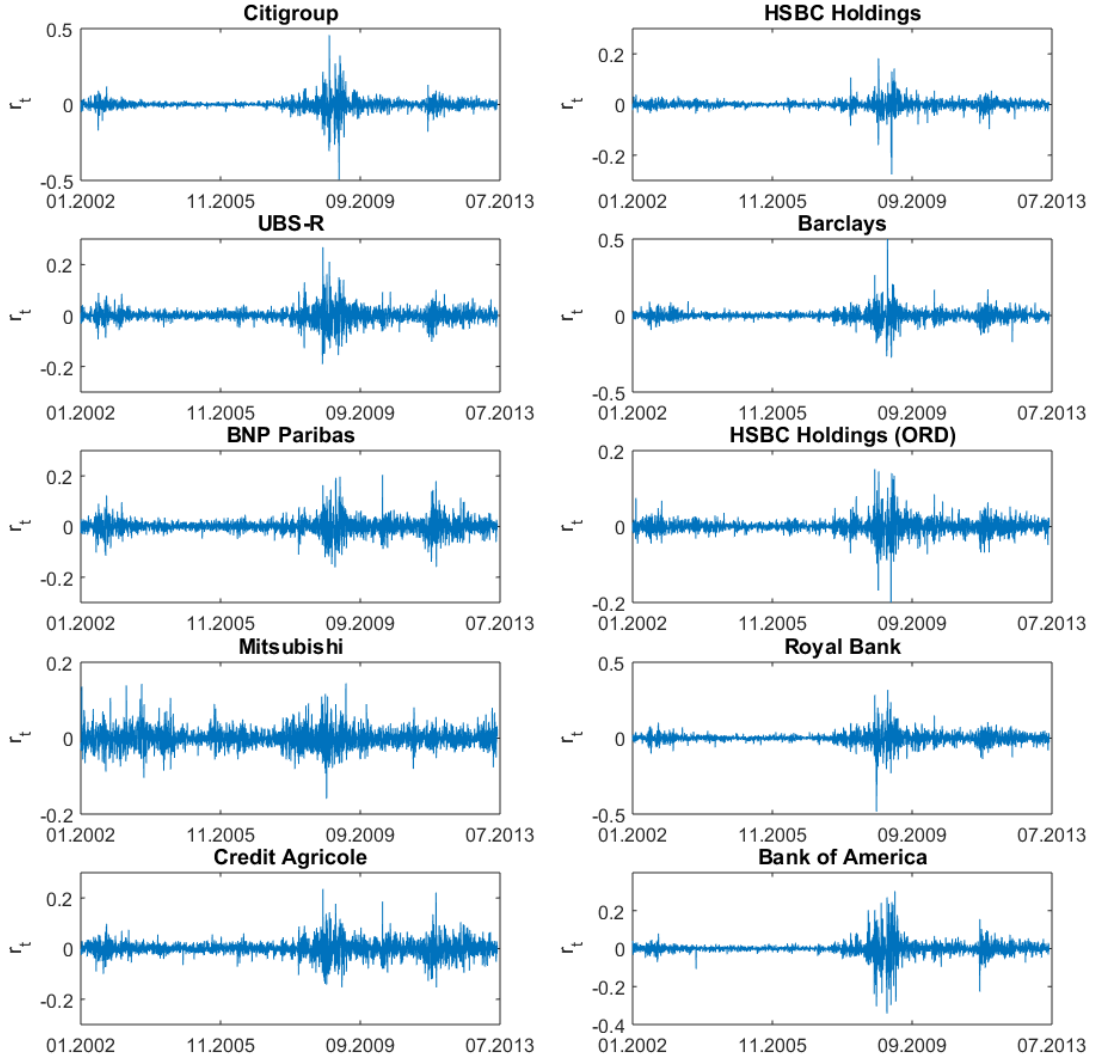 Citigroup
0.5
0
-0.5
r_t
01.2002 11.2005 09.2009 07.2013
HSBC Holdings
0.2
0
-0.2
r_t
01.2002 11.2005 09.2009 07.2013
UBS-R
0.2
0
-0.2
r_t
01.2002 11.2005 09.2009 07.2013
Barclays
0.5
0
-0.5
r_t
01.2002 11.2005 09.2009 07.2013
BNP Paribas
0.2
0
-0.2
r_t
01.2002 11.2005 09.2009 07.2013
HSBC Holdings (ORD)
0.2
0
-0.2
r_t
01.2002 11.2005 09.2009 07.2013
Mitsubishi
0.2
0
-0.2
r_t
01.2002 11.2005 09.2009 07.2013
Royal Bank
0.5
0
-0.5
r_t
01.2002 11.2005 09.2009 07.2013
Credit Agricole
0.2
0
-0.2
r_t
01.2002 11.2005 09.2009 07.2013
Bank of America
0.2
0
-0.2
-0.4
r_t
01.2002 11.2005 09.2009 07.2013